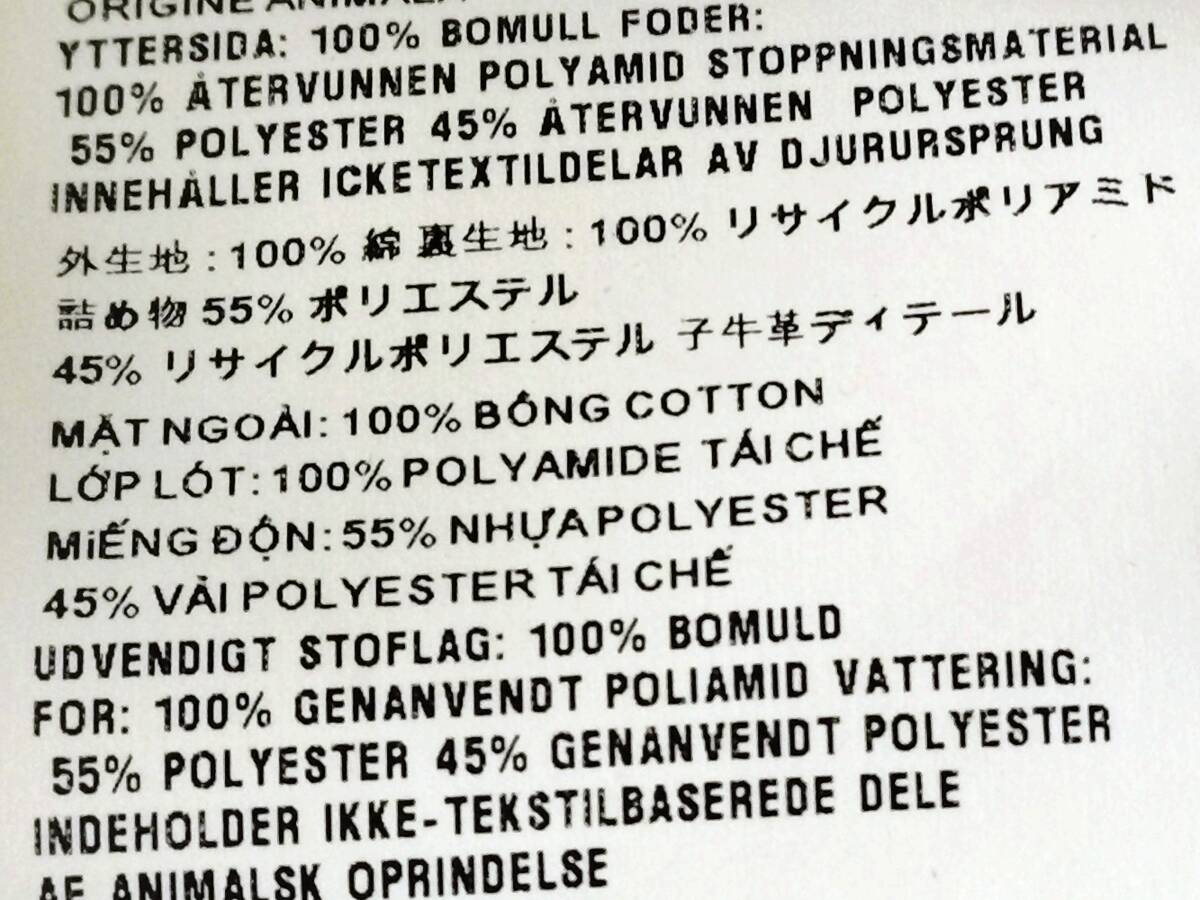 ORIGINE ANIMALA
YTTERSIDA: 100% BOMULL FODER:
100% ÅTERVUNNEN POLYAMID STOPPNINGSMATERIAL
55% POLYESTER 45% ÅTERVUNNEN POLYESTER
INNEHÅLLER ICKETEXTILDELAR AV DJURURSPRUNG
外生地 : 100% 綿 裏生地 : 100% リサイクルポリアミド
詰め物 55% ポリエステル
45% リサイクルポリエステル 子牛革ディテール
MẶT NGOÀI: 100% BÔNG COTTON
LỚP LÓT: 100% POLYAMIDE TÁI CHẾ
MiẾNG ĐỘN: 55% NHỰA POLYESTER
45% VẢI POLYESTER TÁI CHẾ
UDVENDIGT STOFLAG: 100% BOMULD
FOR: 100% GENANVENDT POLIAMID VATTERING:
55% POLYESTER 45% GENANVENDT POLYESTER
INDEHOLDER IKKE-TEKSTILBASEREDE DELE
AF ANIMALSK OPRINDELSE